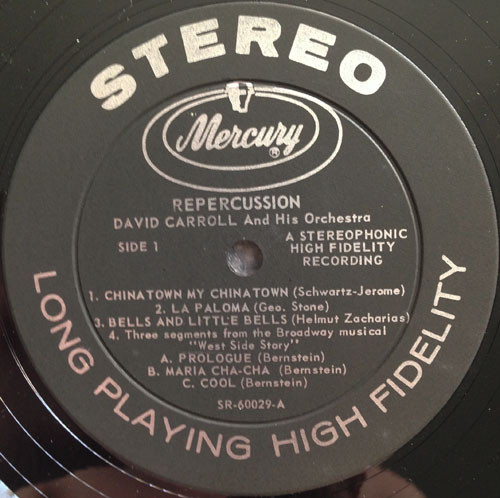 STEREO
Mercury®
REPERCUSSION
DAVID CARROLL And His Orchestra
SIDE 1
A STEREOPHONIC
HIGH FIDELITY
RECORDING
1. CHINATOWN MY CHINATOWN (Schwartz-Jerome)
2. LA PALOMA (Geo. Stone)
3. BELLS AND LITTLE BELLS (Helmut Zacharias)
4. Three segments from the Broadway musical
"West Side Story"
A. PROLOGUE (Bernstein)
B. MARIA CHA-CHA (Bernstein)
C. COOL (Bernstein)
SR-60029-A
LONG PLAYING HIGH FIDELITY